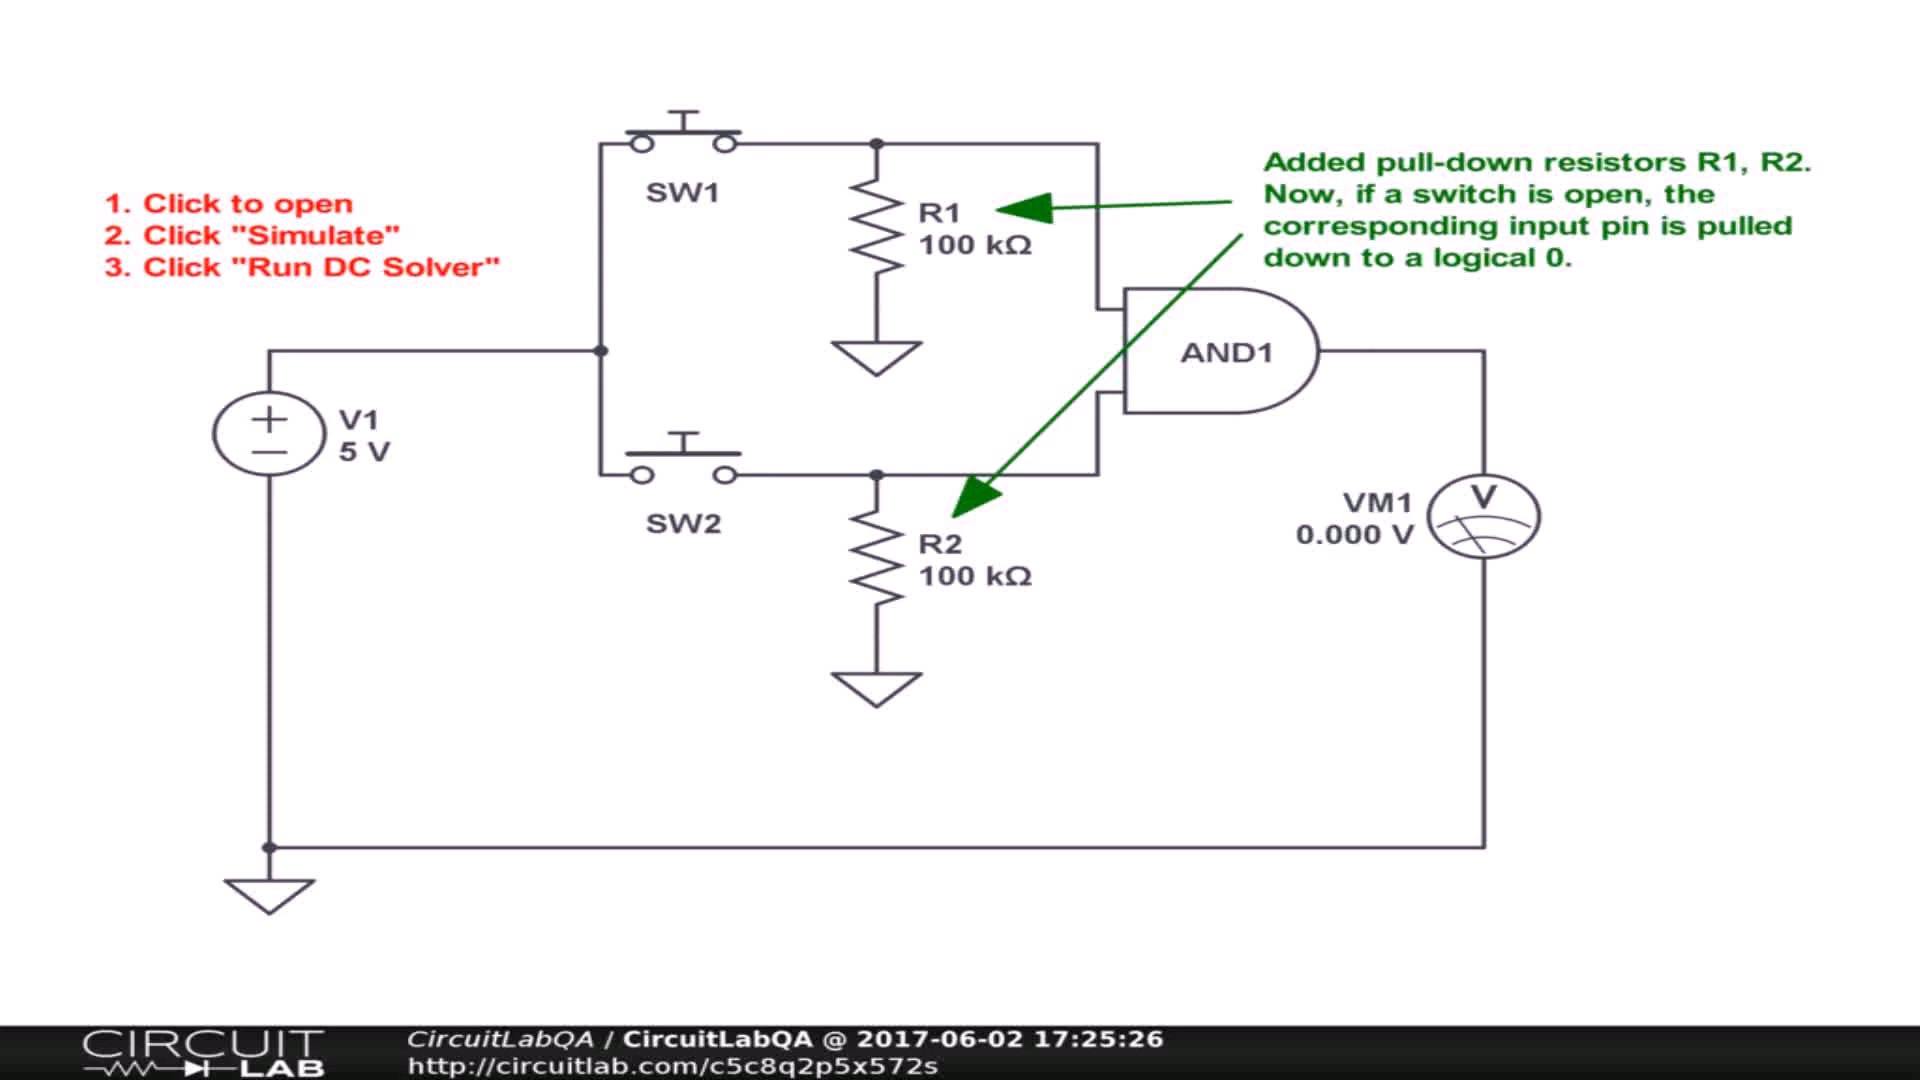 SW1
1. Click to open
2. Click "Simulate"
3. Click "Run DC Solver"
R1
100 kΩ
Added pull-down resistors R1, R2.
Now, if a switch is open, the
corresponding input pin is pulled
down to a logical 0.
AND1
V1
5 V
SW2
R2
100 kΩ
VM1
0.000 V
V
CIRCUIT
LAB
CircuitLabQA / CircuitLabQA @ 2017-06-02 17:25:26
http://circuitlab.com/c5c8q2p5x572s